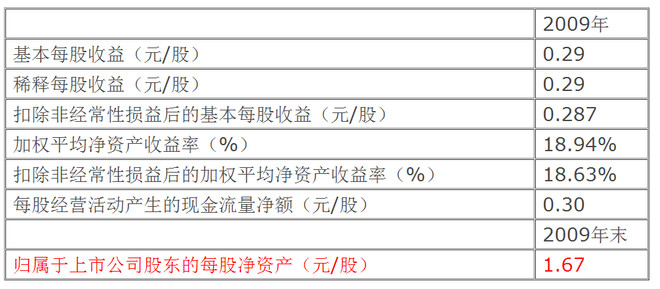 2009年
基本每股收益（元/股） 0.29
稀释每股收益（元/股） 0.29
扣除非经常性损益后的基本每股收益（元/股） 0.287
加权平均净资产收益率（%） 18.94%
扣除非经常性损益后的加权平均净资产收益率（%） 18.63%
每股经营活动产生的现金流量净额（元/股） 0.30
2009年末
归属于上市公司股东的每股净资产（元/股） 1.67